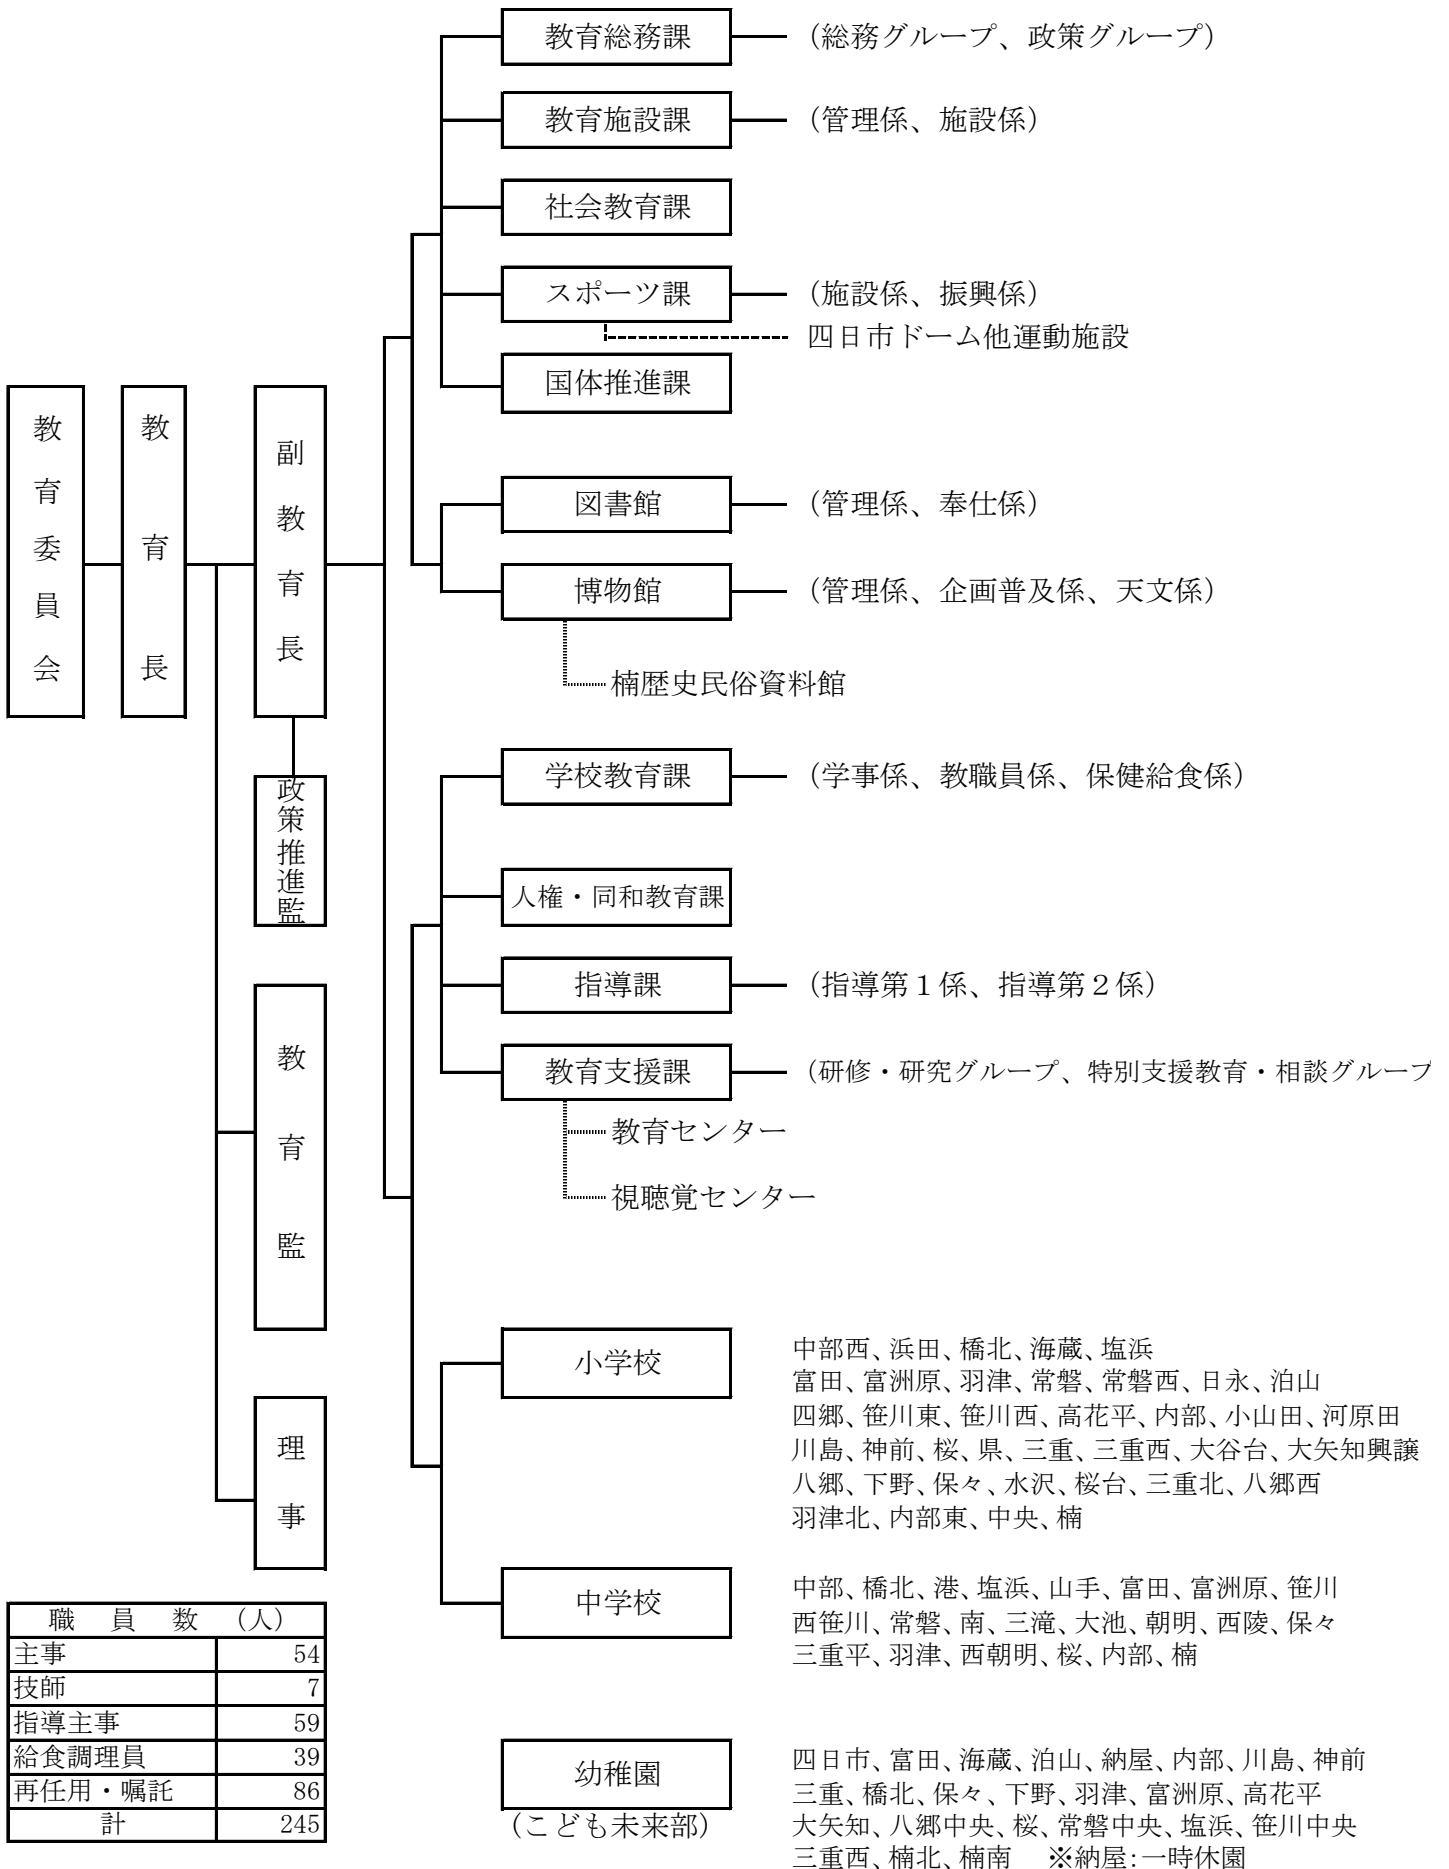 教育委員会
教育長
副教育長
政策推進監
教育監
理事
教育総務課 （総務グループ、政策グループ）
教育施設課 （管理係、施設係）
社会教育課
スポーツ課 （施設係、振興係）
四日市ドーム他運動施設
国体推進課
図書館 （管理係、奉仕係）
博物館 （管理係、企画普及係、天文係）
楠歴史民俗資料館
学校教育課 （学事係、教職員係、保健給食係）
人権・同和教育課
指導課 （指導第１係、指導第２係）
教育支援課 （研修・研究グループ、特別支援教育・相談グループ
教育センター
視聴覚センター
小学校
中部西、浜田、橋北、海蔵、塩浜
富田、富洲原、羽津、常磐、常磐西、日永、泊山
四郷、笹川東、笹川西、高花平、内部、小山田、河原田
川島、神前、桜、県、三重、三重西、大谷台、大矢知興譲
八郷、下野、保々、水沢、桜台、三重北、八郷西
羽津北、内部東、中央、楠
中学校
中部、橋北、港、塩浜、山手、富田、富洲原、笹川
西笹川、常磐、南、三滝、大池、朝明、西陵、保々
三重平、羽津、西朝明、桜、内部、楠
幼稚園
（こども未来部）
四日市、富田、海蔵、泊山、納屋、内部、川島、神前
三重、橋北、保々、下野、羽津、富洲原、高花平
大矢知、八郷中央、桜、常磐中央、塩浜、笹川中央
三重西、楠北、楠南 ※納屋：一時休園
職員数（人）
主事 54
技師 7
指導主事 59
給食調理員 39
再任用・嘱託 86
計 245